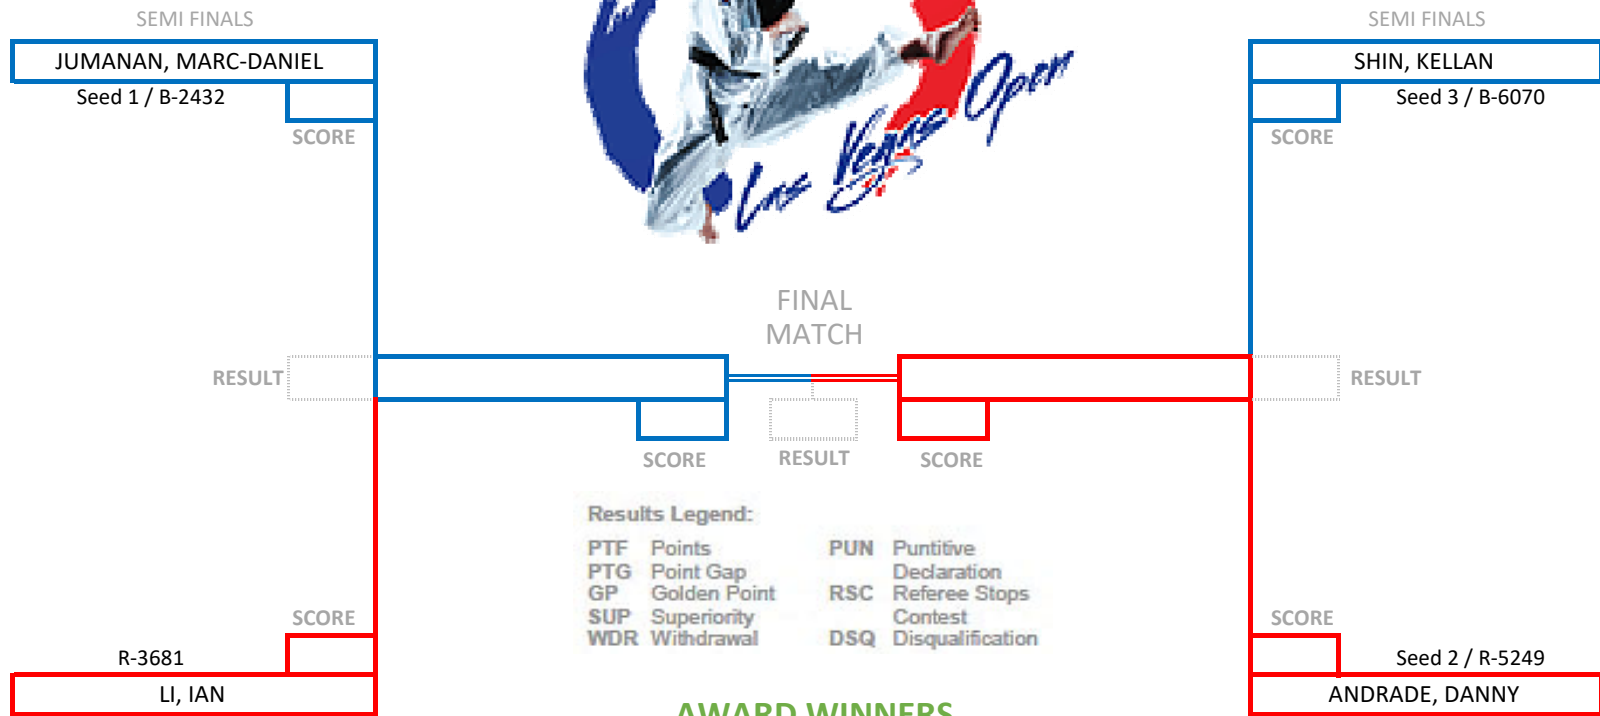 SEMI FINALS
JUMANAN, MARC-DANIEL
Seed 1 / B-2432
SCORE
Las Vegas Open
SEMI FINALS
SHIN, KELLAN
Seed 3 / B-6070
SCORE
FINAL
MATCH
RESULT
RESULT
SCORE
RESULT
SCORE
Results Legend:
PTF Points
PTG Point Gap
GP Golden Point
SUP Superiority
WDR Withdrawal
PUN Puntitive
Declaration
RSC Referee Stops
Contest
DSQ Disqualification
SCORE
R-3681
LI, IAN
SCORE
Seed 2 / R-5249
ANDRADE, DANNY
AWARD WINNERS